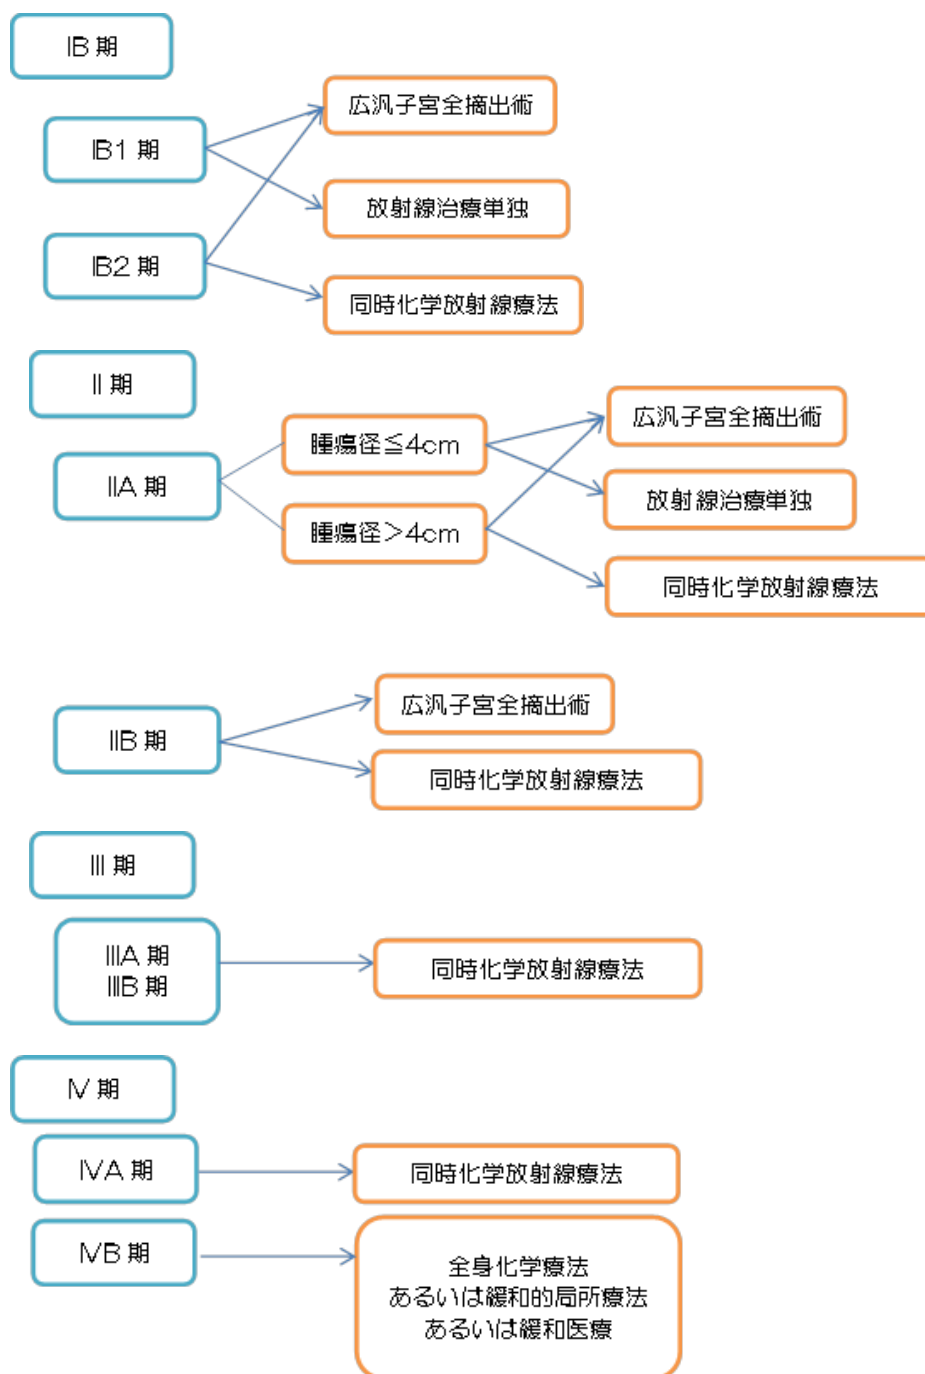 IB 期
広汎子宮全摘出術
IB1 期
放射線治療単独
IB2 期
同時化学放射線療法
II 期
広汎子宮全摘出術
腫瘍径≦4cm
IIA 期
放射線治療単独
腫瘍径＞4cm
同時化学放射線療法
広汎子宮全摘出術
IIB 期
同時化学放射線療法
III 期
IIIA 期
IIIB 期
同時化学放射線療法
IV 期
IVA 期
同時化学放射線療法
IVB 期
全身化学療法
あるいは緩和的局所療法
あるいは緩和医療